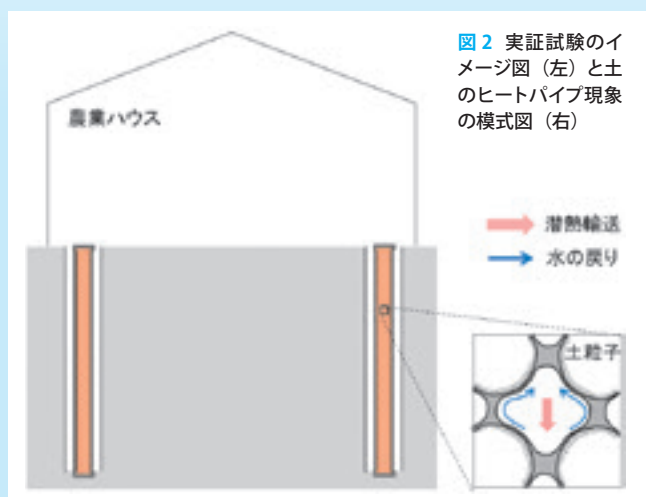 図2 実証試験のイ
メージ図（左）と土
のヒートパイプ現象
の模式図（右）
農業ハウス
潜熱輸送
水の戻り
土粒子